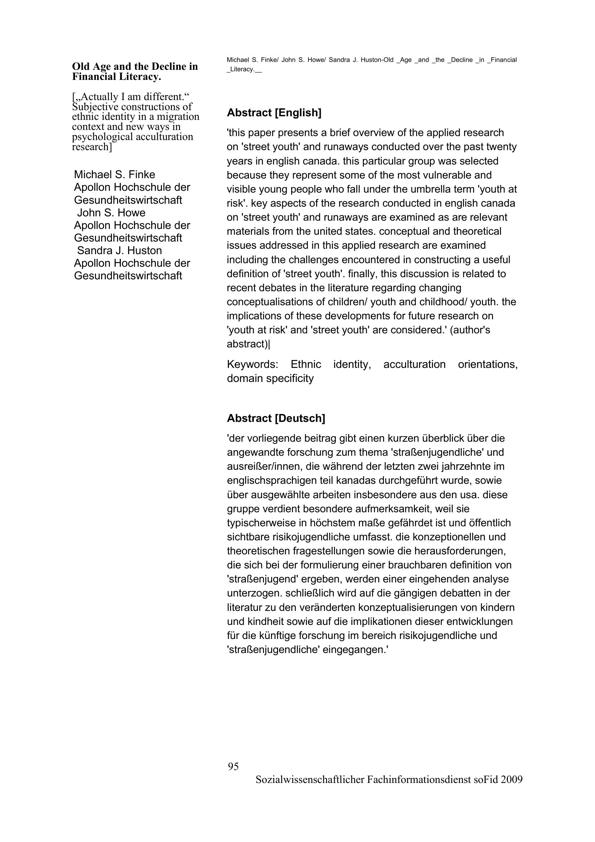 Michael S. Finke/ John S. Howe/ Sandra J. Huston-Old _Age _and _the _Decline _in _Financial
_Literacy.__
Old Age and the Decline in
Financial Literacy.
[„Actually I am different.“
Subjective constructions of
ethnic identity in a migration
context and new ways in
psychological acculturation
research]
Michael S. Finke
Apollon Hochschule der
Gesundheitswirtschaft
John S. Howe
Apollon Hochschule der
Gesundheitswirtschaft
Sandra J. Huston
Apollon Hochschule der
Gesundheitswirtschaft
Abstract [English]
'this paper presents a brief overview of the applied research
on 'street youth' and runaways conducted over the past twenty
years in english canada. this particular group was selected
because they represent some of the most vulnerable and
visible young people who fall under the umbrella term 'youth at
risk'. key aspects of the research conducted in english canada
on 'street youth' and runaways are examined as are relevant
materials from the united states. conceptual and theoretical
issues addressed in this applied research are examined
including the challenges encountered in constructing a useful
definition of 'street youth'. finally, this discussion is related to
recent debates in the literature regarding changing
conceptualisations of children/ youth and childhood/ youth. the
implications of these developments for future research on
'youth at risk' and 'street youth' are considered.' (author's
abstract)|
Keywords: Ethnic identity, acculturation orientations,
domain specificity
Abstract [Deutsch]
'der vorliegende beitrag gibt einen kurzen überblick über die
angewandte forschung zum thema 'straßenjugendliche' und
ausreißer/innen, die während der letzten zwei jahrzehnte im
englischsprachigen teil kanadas durchgeführt wurde, sowie
über ausgewählte arbeiten insbesondere aus den usa. diese
gruppe verdient besondere aufmerksamkeit, weil sie
typischerweise in höchstem maße gefährdet ist und öffentlich
sichtbare risikojugendliche umfasst. die konzeptionellen und
theoretischen fragestellungen sowie die herausforderungen,
die sich bei der formulierung einer brauchbaren definition von
'straßenjugend' ergeben, werden einer eingehenden analyse
unterzogen. schließlich wird auf die gängigen debatten in der
literatur zu den veränderten konzeptualisierungen von kindern
und kindheit sowie auf die implikationen dieser entwicklungen
für die künftige forschung im bereich risikojugendliche und
'straßenjugendliche' eingegangen.'
95
Sozialwissenschaftlicher Fachinformationsdienst soFid 2009